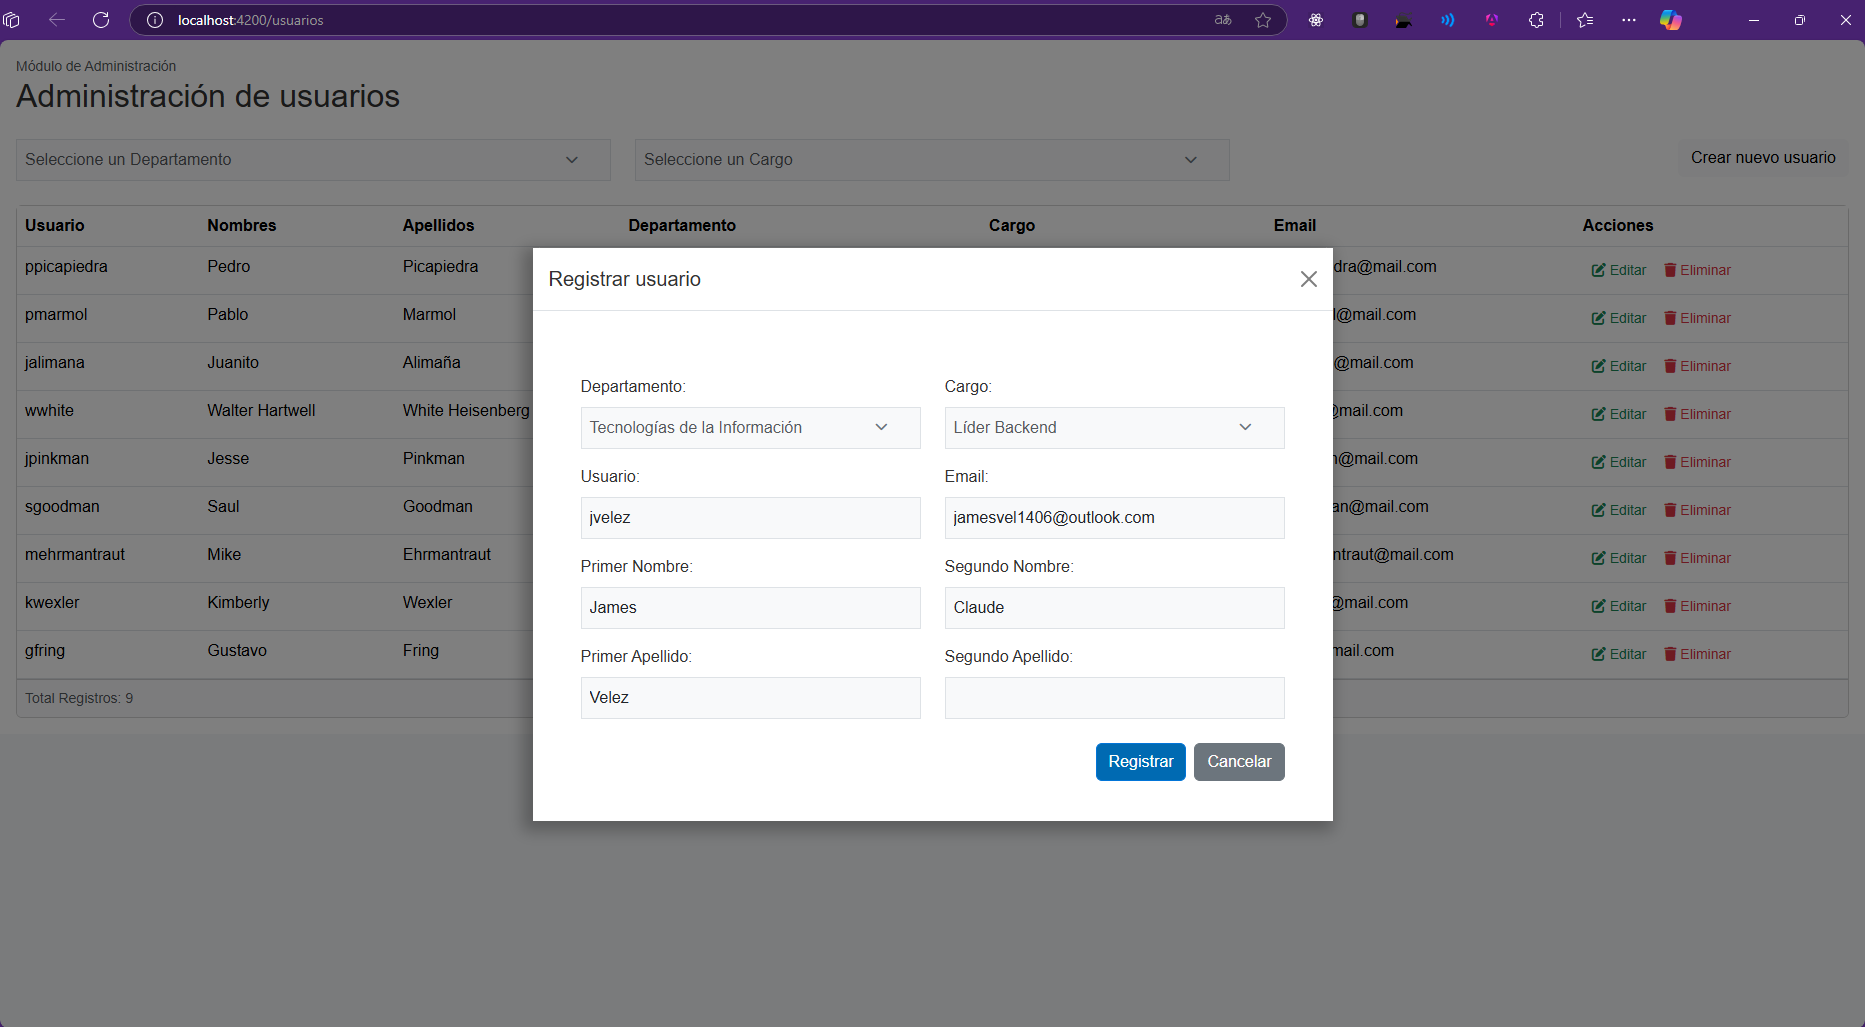 localhost:4200/usuarios
Módulo de Administración
Administración de usuarios
Seleccione un Departamento
Seleccione un Cargo
Crear nuevo usuario
Usuario Nombres Apellidos Departamento Cargo Email Acciones
ppicapiedra Pedro Picapiedra dra@mail.com Editar Eliminar
pmarmol Pablo Marmol l@mail.com Editar Eliminar
jalimana Juanito Alimaña @mail.com Editar Eliminar
wwhite Walter Hartwell White Heisenberg @mail.com Editar Eliminar
jpinkman Jesse Pinkman n@mail.com Editar Eliminar
sgoodman Saul Goodman an@mail.com Editar Eliminar
mehrmantraut Mike Ehrmantraut ntraut@mail.com Editar Eliminar
kwexler Kimberly Wexler @mail.com Editar Eliminar
gfring Gustavo Fring mail.com Editar Eliminar
Total Registros: 9
Registrar usuario
Departamento: Cargo:
Tecnologías de la Información Líder Backend
Usuario: Email:
jvelez jamesvel1406@outlook.com
Primer Nombre: Segundo Nombre:
James Claude
Primer Apellido: Segundo Apellido:
Velez
Registrar Cancelar